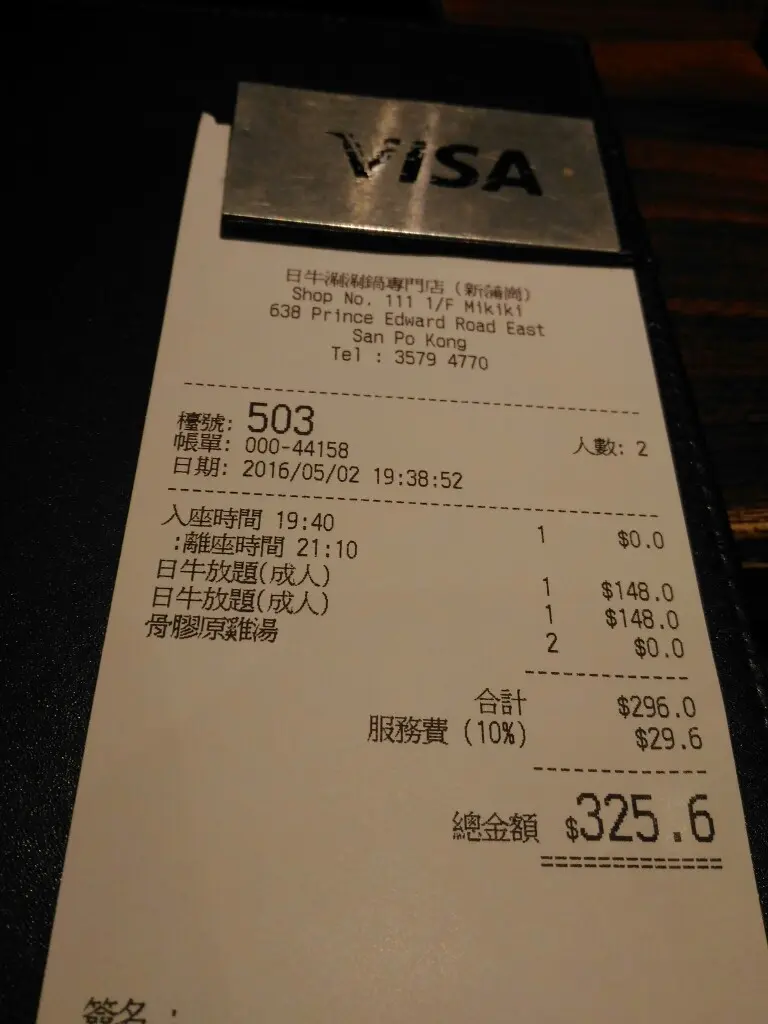 VISA
日牛涮涮鍋專門店 (新蒲崗)
Shop No. 111 1/F Mikiki
638 Prince Edward Road East
San Po Kong
Tel : 3579 4770
檯號: 503 人數: 2
帳單: 000-44158
日期: 2016/05/02 19:38:52
入座時間 19:40 1 $0.0
:離座時間 21:10
日牛放題(成人) 1 $148.0
日牛放題(成人) 1 $148.0
骨膠原雞湯 2 $0.0
合計 $296.0
服務費 (10%) $29.6
總金額 $325.6
簽名 :